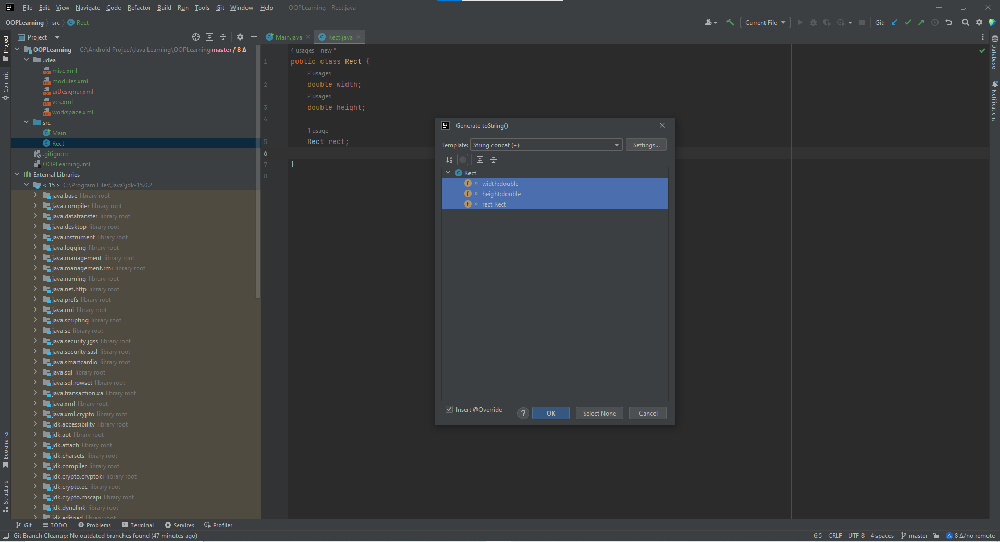 File Edit View Navigate Code Refactor Build Run Tools Git Window Help OOPLearning - Rect.java
OOPLearning src Rect
Current File Git:
Project
Main.java Rect.java
Project
Commit
Bookmarks
Structure
OOPLearning - C:\Android Project\Java Learning\OOPLearning master / 8 Δ
.idea
misc.xml
modules.xml
uiDesigner.xml
vcs.xml
workspace.xml
src
Main
Rect
.gitignore
OOPLearning.iml
External Libraries
< 15 > C:\Program Files\Java\jdk-15.0.2
java.base library root
java.compiler library root
java.datatransfer library root
java.desktop library root
java.instrument library root
java.logging library root
java.management library root
java.management.rmi library root
java.naming library root
java.net.http library root
java.prefs library root
java.rmi library root
java.scripting library root
java.se library root
java.security.jgss library root
java.security.sasl library root
java.smartcardio library root
java.sql library root
java.sql.rowset library root
java.transaction.xa library root
java.xml library root
java.xml.crypto library root
jdk.accessibility library root
jdk.aot library root
jdk.attach library root
jdk.charsets library root
jdk.compiler library root
jdk.crypto.cryptoki library root
jdk.crypto.ec library root
jdk.crypto.mscapi library root
jdk.dynalink library root
jdk.editpad library root
4 usages new *
1 public class Rect {
2 usages
2 double width;
2 usages
3 double height;
4
1 usage
5 Rect rect;
6
7 }
8
Generate toString()
Template: String concat (+) Settings...
Rect
width:double
height:double
rect:Rect
Insert @Override
? OK Select None Cancel
Database
Notifications
Git TODO Problems Terminal Services Profiler
Git Branch Cleanup: No outdated branches found (47 minutes ago)
6:5 CRLF UTF-8 4 spaces master 8 Δ/no remote